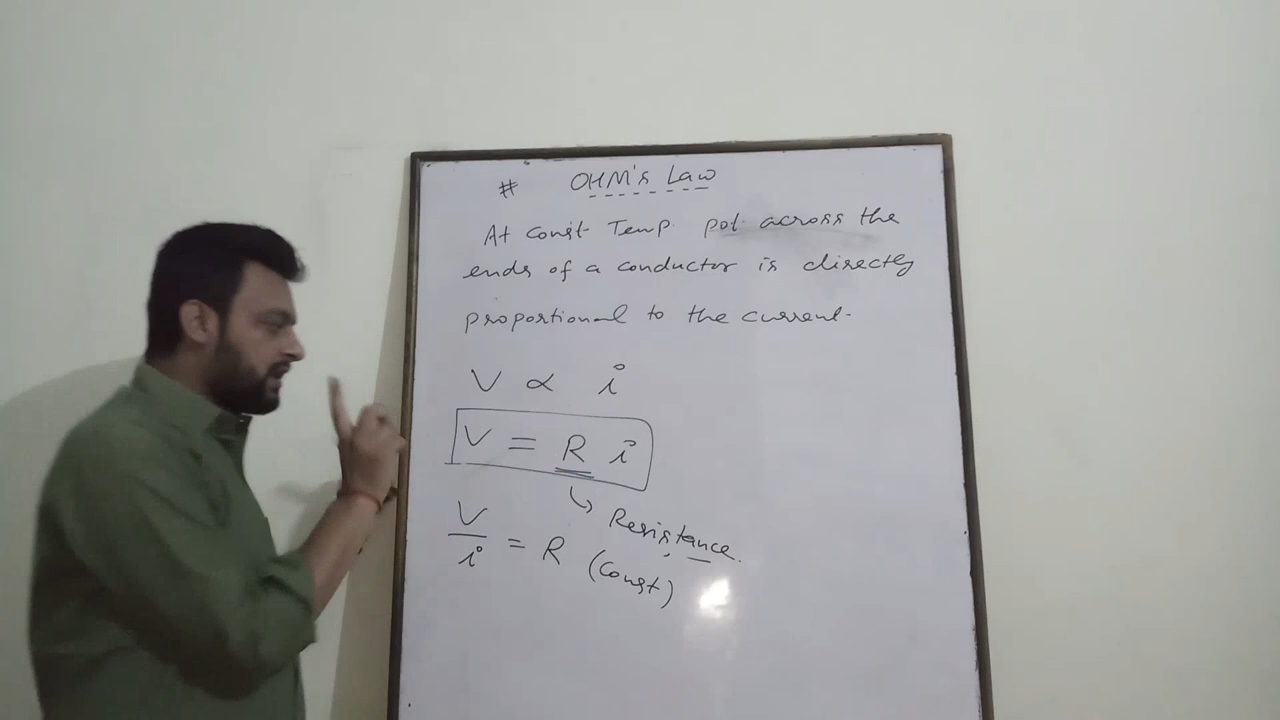 # OHM's Law
At Const Temp. pot. across the
ends of a conductor is directly
proportional to the current.
V ∝ i
V = R i
↳ Resistance.
V/i = R (Const)